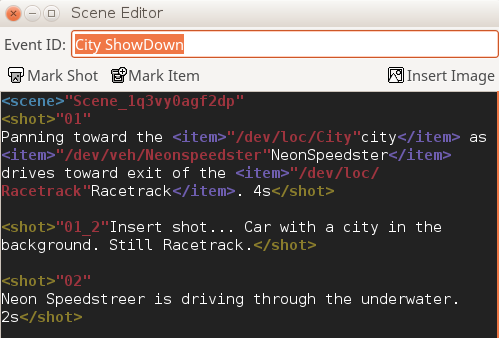 Scene Editor
Event ID: City ShowDown
Mark Shot Mark Item Insert Image
<scene>"Scene_1q3vy0agf2dp"
<shot>"01"
Panning toward the <item>"/dev/loc/City"city</item> as
<item>"/dev/veh/Neonspeedster"NeonSpeedster</item>
drives toward exit of the <item>"/dev/loc/
Racetrack"Racetrack</item>. 4s</shot>
<shot>"01_2"Insert shot... Car with a city in the
background. Still Racetrack.</shot>
<shot>"02"
Neon Speedstreer is driving through the underwater.
2s</shot>